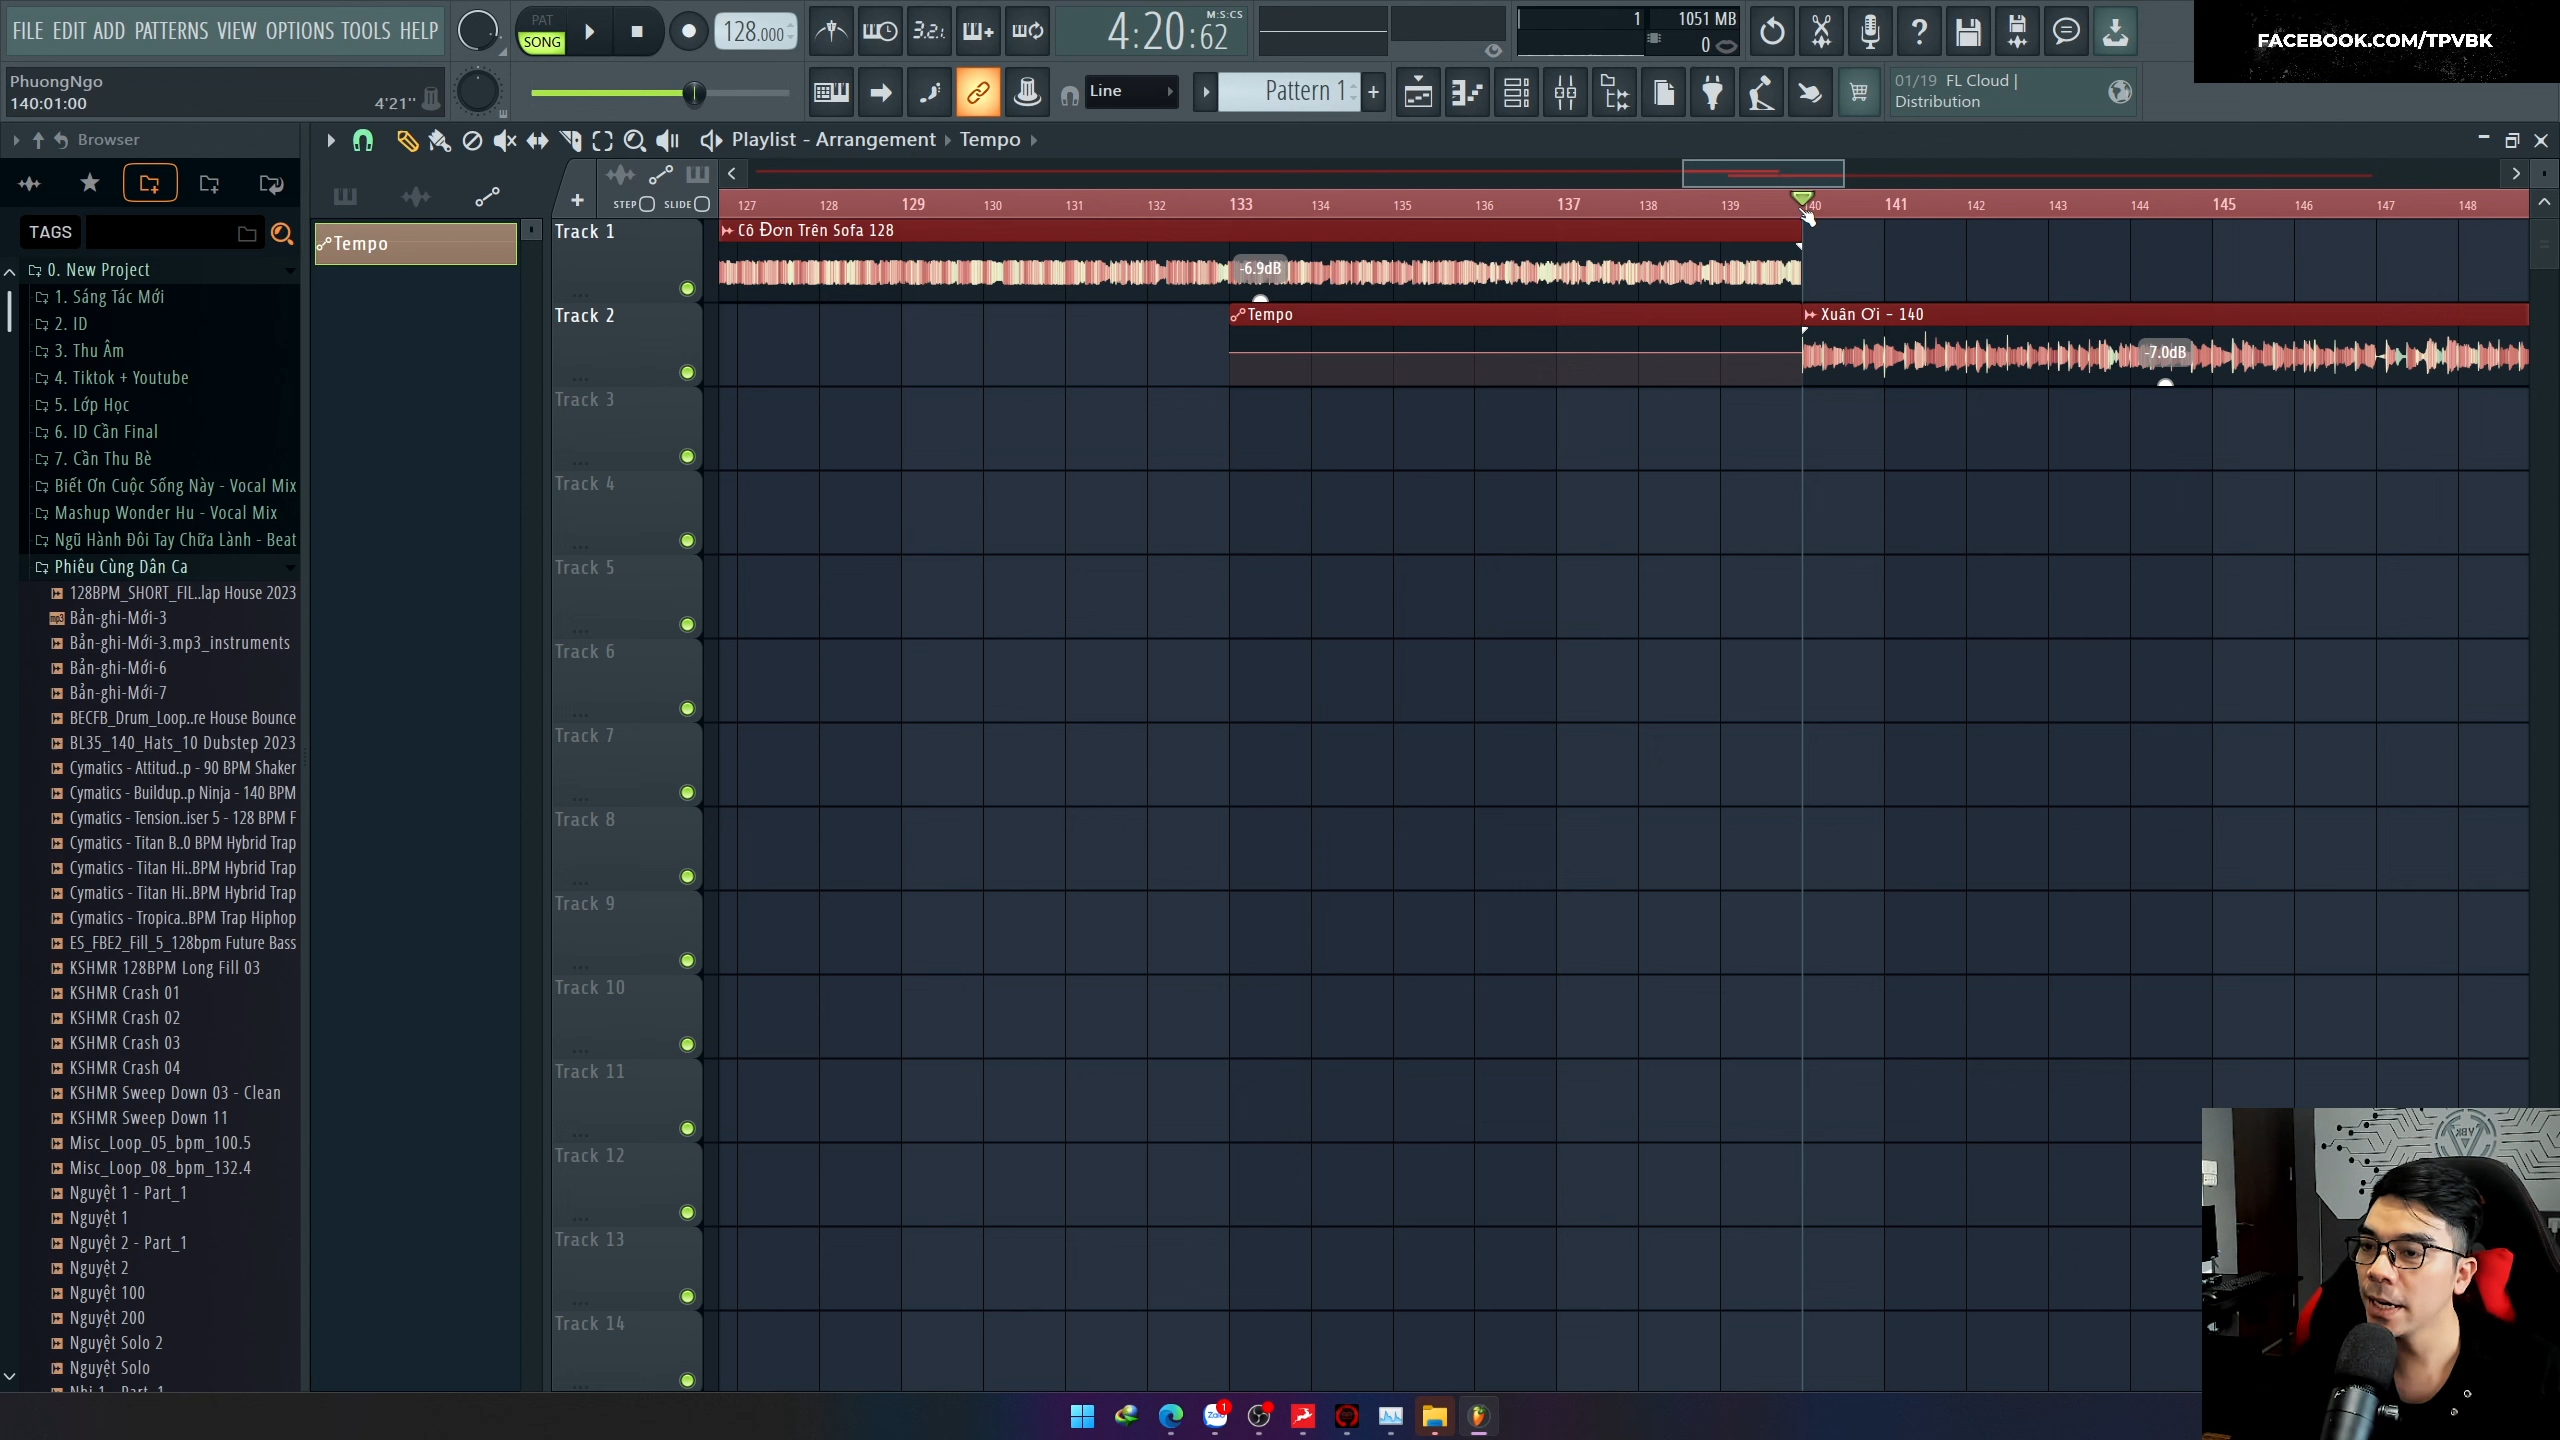 FILE EDIT ADD PATTERNS VIEW OPTIONS TOOLS HELP
PAT
SONG
128.000
3.2.1
4:20:62
M:S:CS
1
1051 MB
0
FACEBOOK.COM/TPVBK
PhuongNgo
140:01:00
4'21''
Line
Pattern 1
01/19 FL Cloud |
Distribution
Browser
Playlist - Arrangement
Tempo
TAGS
STEP
SLIDE
127 128 129 130 131 132 133 134 135 136 137 138 139 140 141 142 143 144 145 146 147 148
Tempo
Track 1
Cô Đơn Trên Sofa 128
-6.9dB
Track 2
Tempo
Xuân Ơi - 140
-7.0dB
Track 3
Track 4
Track 5
Track 6
Track 7
Track 8
Track 9
Track 10
Track 11
Track 12
Track 13
Track 14
0. New Project
1. Sáng Tác Mới
2. ID
3. Thu Âm
4. Tiktok + Youtube
5. Lớp Học
6. ID Cần Final
7. Cần Thu Bè
Biết Ơn Cuộc Sống Này - Vocal Mix
Mashup Wonder Hu - Vocal Mix
Ngũ Hành Đôi Tay Chữa Lành - Beat
Phiêu Cùng Dân Ca
128BPM_SHORT_FIL..lap House 2023
Bản-ghi-Mới-3
Bản-ghi-Mới-3.mp3_instruments
Bản-ghi-Mới-6
Bản-ghi-Mới-7
BECFB_Drum_Loop..re House Bounce
BL35_140_Hats_10 Dubstep 2023
Cymatics - Attitud..p - 90 BPM Shaker
Cymatics - Buildup..p Ninja - 140 BPM
Cymatics - Tension..iser 5 - 128 BPM F
Cymatics - Titan B..0 BPM Hybrid Trap
Cymatics - Titan Hi..BPM Hybrid Trap
Cymatics - Titan Hi..BPM Hybrid Trap
Cymatics - Tropica..BPM Trap Hiphop
ES_FBE2_Fill_5_128bpm Future Bass
KSHMR 128BPM Long Fill 03
KSHMR Crash 01
KSHMR Crash 02
KSHMR Crash 03
KSHMR Crash 04
KSHMR Sweep Down 03 - Clean
KSHMR Sweep Down 11
Misc_Loop_05_bpm_100.5
Misc_Loop_08_bpm_132.4
Nguyệt 1 - Part_1
Nguyệt 1
Nguyệt 2 - Part_1
Nguyệt 2
Nguyệt 100
Nguyệt 200
Nguyệt Solo 2
Nguyệt Solo
Zalo
1